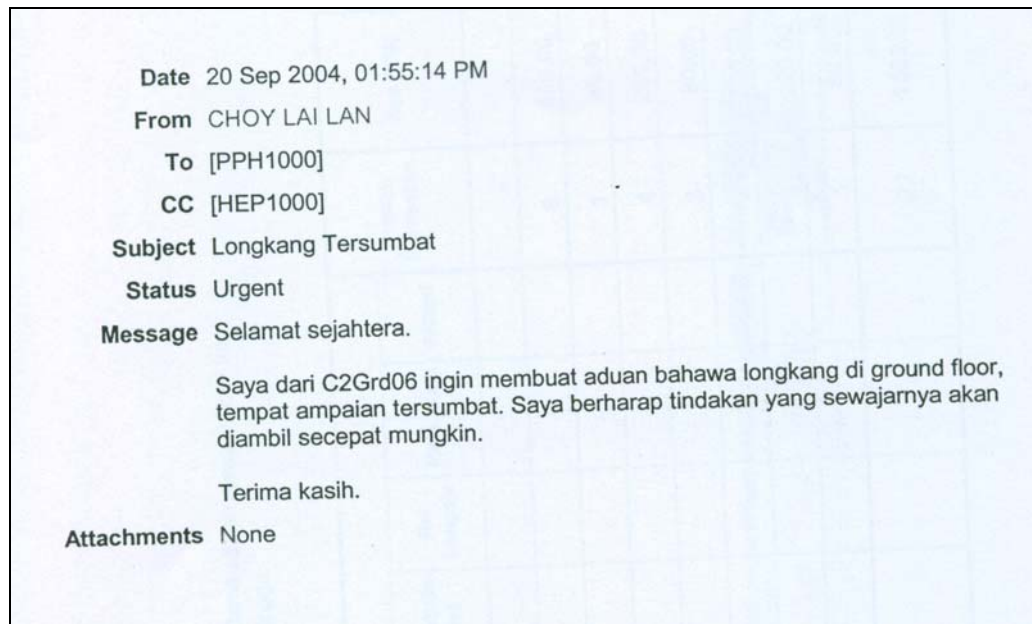 Date 20 Sep 2004, 01:55:14 PM
From CHOY LAI LAN
To [PPH1000]
CC [HEP1000]
Subject Longkang Tersumbat
Status Urgent
Message Selamat sejahtera.
Saya dari C2Grd06 ingin membuat aduan bahawa longkang di ground floor,
tempat ampaian tersumbat. Saya berharap tindakan yang sewajarnya akan
diambil secepat mungkin.
Terima kasih.
Attachments None